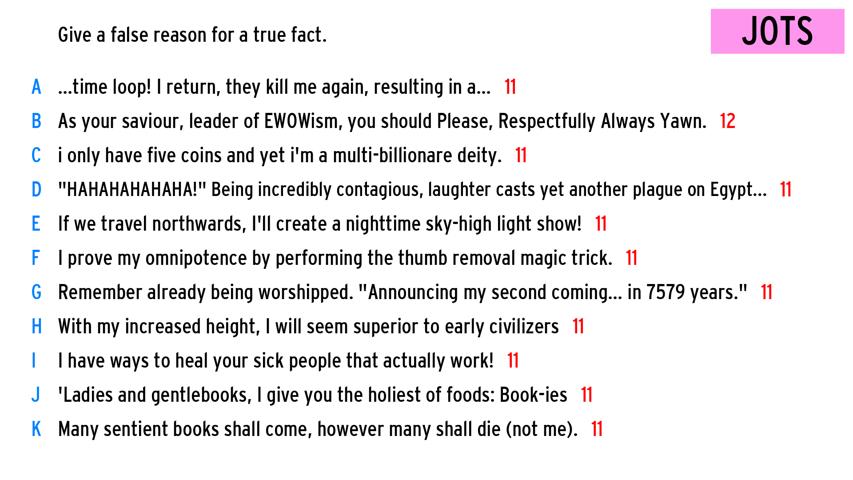 Give a false reason for a true fact.
JOTS
A ...time loop! I return, they kill me again, resulting in a... 11
B As your saviour, leader of EWOWism, you should Please, Respectfully Always Yawn. 12
C i only have five coins and yet i'm a multi-billionare deity. 11
D "HAHAHAHAHAHA!" Being incredibly contagious, laughter casts yet another plague on Egypt... 11
E If we travel northwards, I'll create a nighttime sky-high light show! 11
F I prove my omnipotence by performing the thumb removal magic trick. 11
G Remember already being worshipped. "Announcing my second coming... in 7579 years." 11
H With my increased height, I will seem superior to early civilizers 11
I I have ways to heal your sick people that actually work! 11
J 'Ladies and gentlebooks, I give you the holiest of foods: Book-ies 11
K Many sentient books shall come, however many shall die (not me). 11